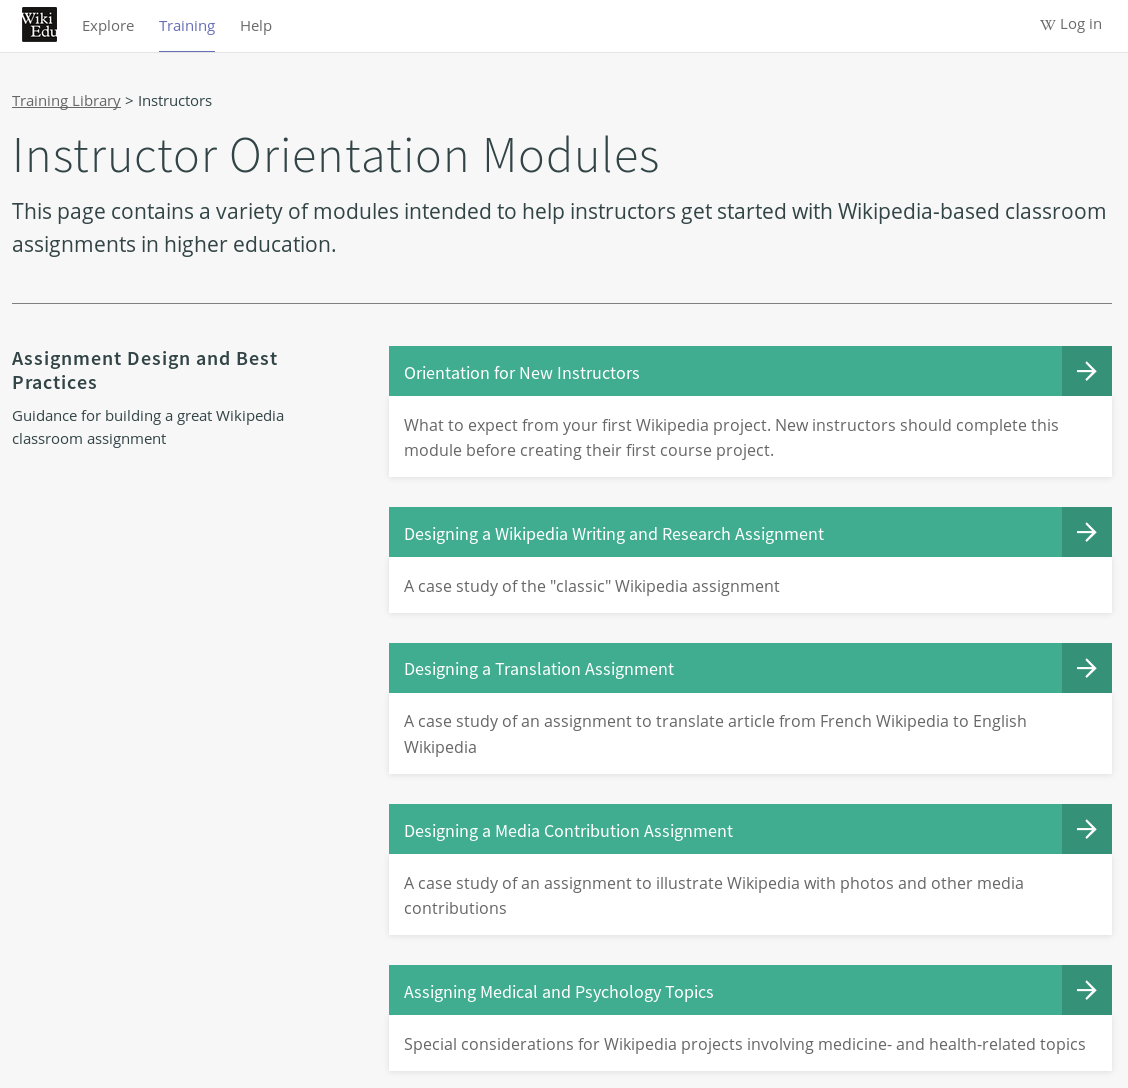 Wiki
Edu
Explore
Training
Help
W Log in
Training Library > Instructors
Instructor Orientation Modules
This page contains a variety of modules intended to help instructors get started with Wikipedia-based classroom
assignments in higher education.
Assignment Design and Best
Practices
Guidance for building a great Wikipedia
classroom assignment
Orientation for New Instructors
What to expect from your first Wikipedia project. New instructors should complete this
module before creating their first course project.
Designing a Wikipedia Writing and Research Assignment
A case study of the "classic" Wikipedia assignment
Designing a Translation Assignment
A case study of an assignment to translate article from French Wikipedia to English
Wikipedia
Designing a Media Contribution Assignment
A case study of an assignment to illustrate Wikipedia with photos and other media
contributions
Assigning Medical and Psychology Topics
Special considerations for Wikipedia projects involving medicine- and health-related topics